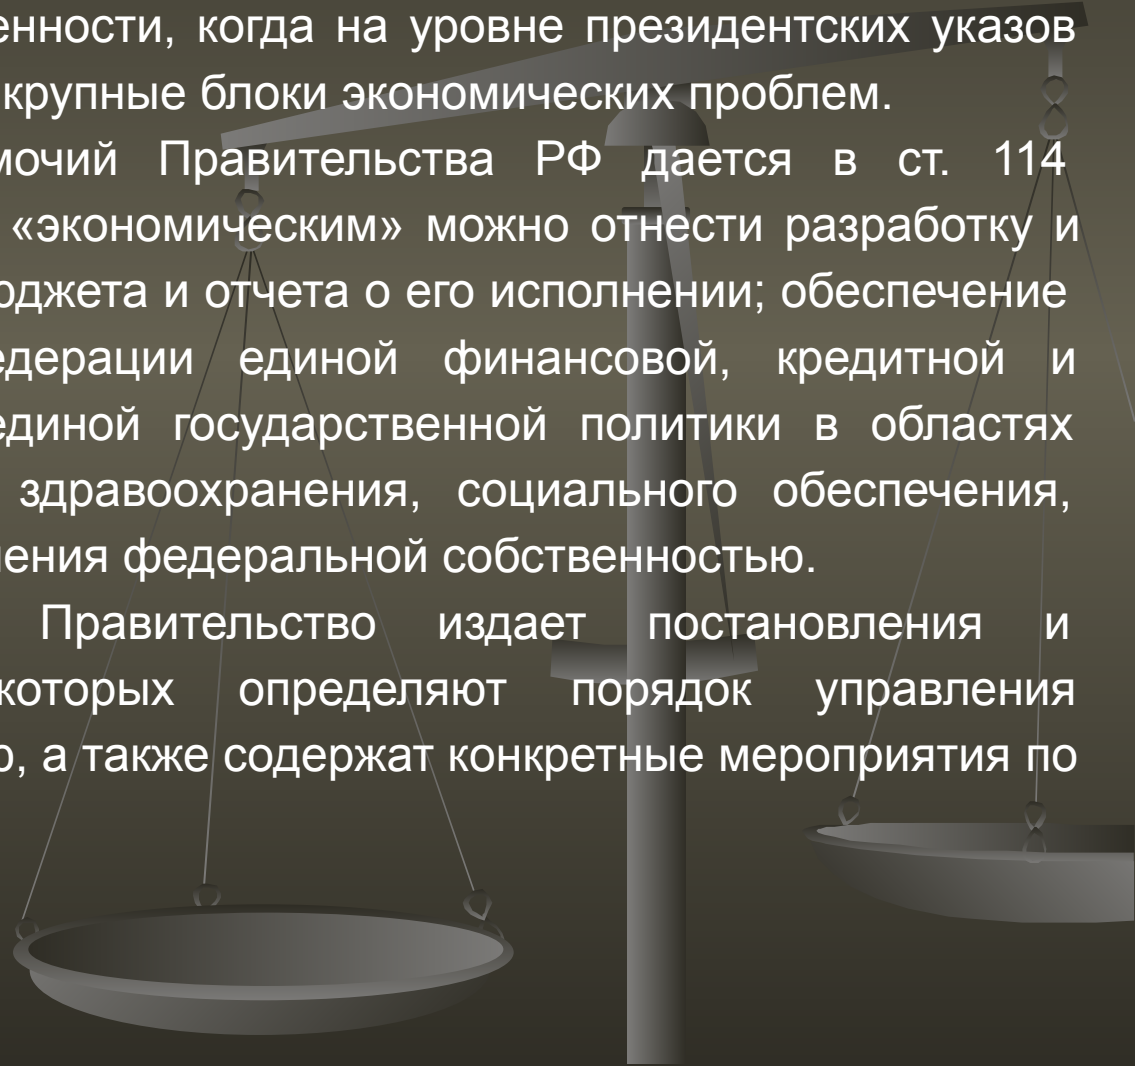 енности, когда на уровне президентских указов
крупные блоки экономических проблем.
мочий Правительства РФ дается в ст. 114
«экономическим» можно отнести разработку и
юджета и отчета о его исполнении; обеспечение
едерации единой финансовой, кредитной и
единой государственной политики в областях
здравоохранения, социального обеспечения,
ления федеральной собственностью.
Правительство издает постановления и
которых определяют порядок управления
а также содержат конкретные мероприятия по